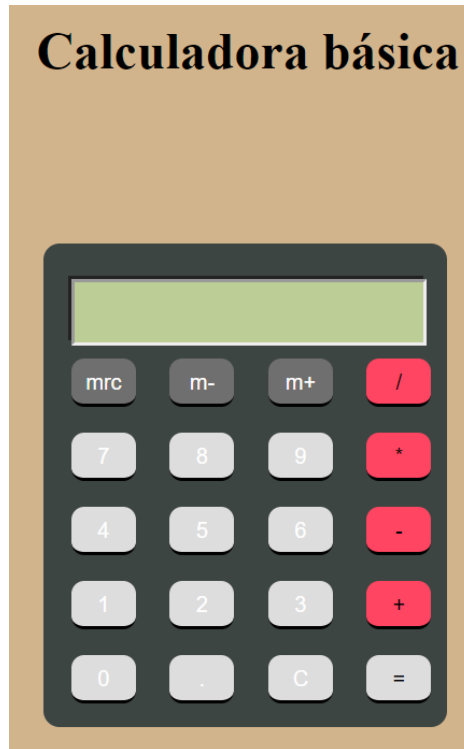 Calculadora básica
mrc m- m+ /
7 8 9 *
4 5 6 -
1 2 3 +
0 . C =